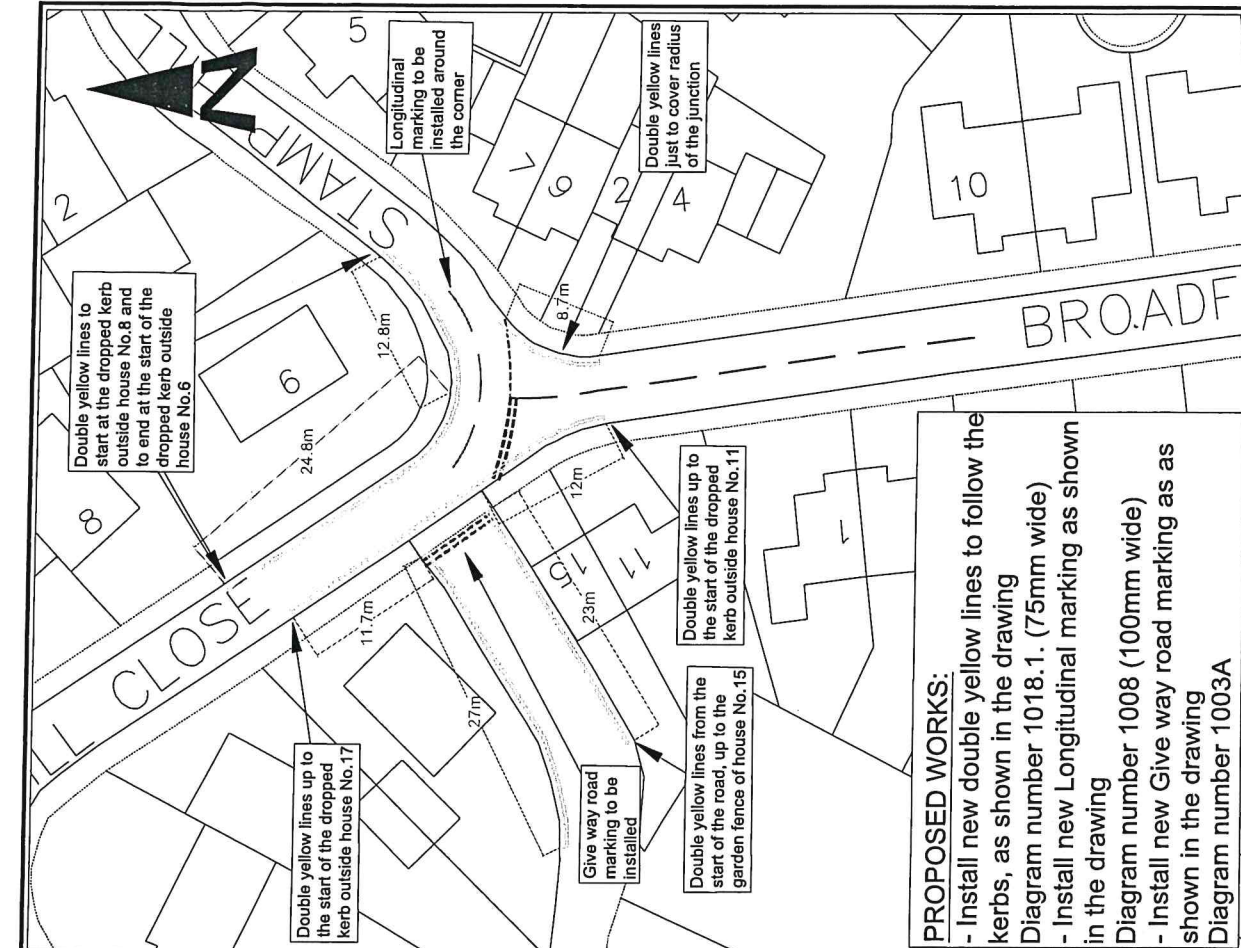 N
STAMR
LL
5
2
7
9
2
4
10
6
8
Longitudinal
marking to be
installed around
the corner
Double yellow lines
just to cover radius
of the junction
Double yellow lines to
start at the dropped kerb
outside house No.8 and
to end at the start of the
dropped kerb outside
house No.6
12.8m
24.8m
8.7m
BROADF
LL CLOSE
11.7m
27m
12m
23m
15
11
1
Double yellow lines up to
the start of the dropped
kerb outside house No.11
Double yellow lines from the
start of the road, up to the
garden fence of house No.15
Give way road
marking to be
installed
Double yellow lines up to
the start of the dropped
kerb outside house No.17
PROPOSED WORKS:
- Install new double yellow lines to follow the
kerbs, as shown in the drawing
Diagram number 1018.1. (75mm wide)
- Install new Longitudinal marking as shown
in the drawing
Diagram number 1008 (100mm wide)
- Install new Give way road marking as as
shown in the drawing
Diagram number 1003A